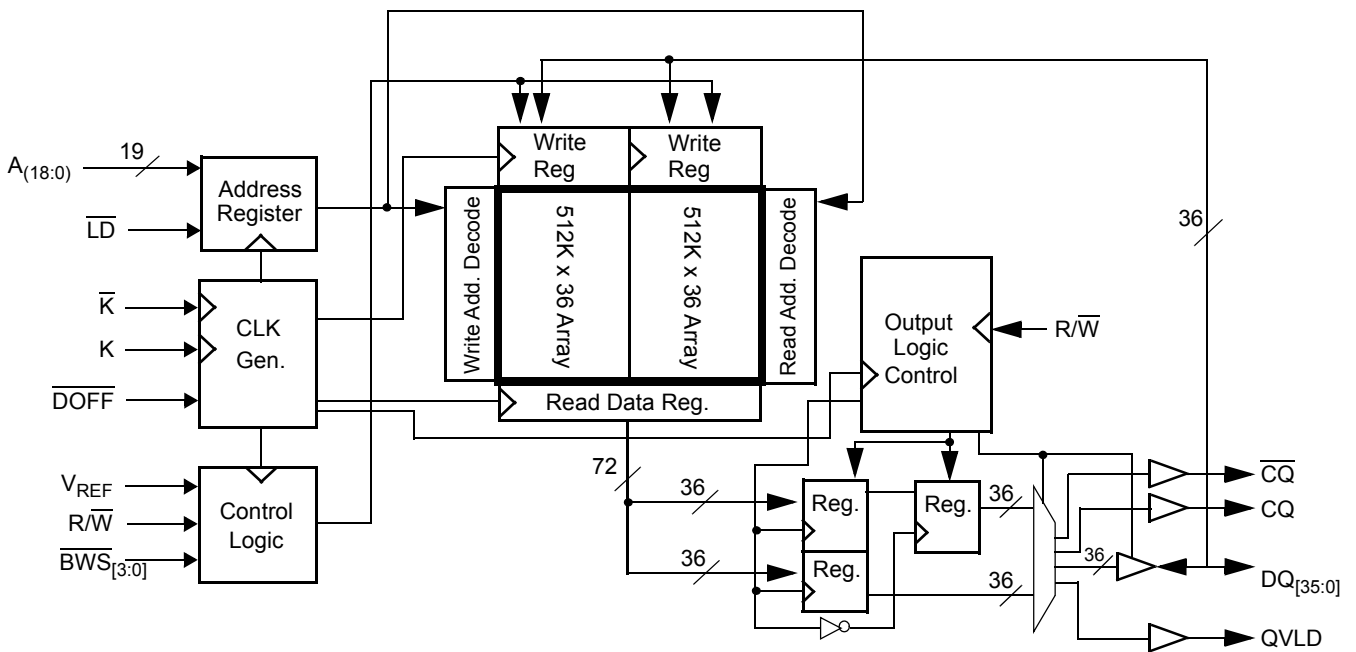 A(18:0)
19
LD
Address
Register
K
K
DOFF
CLK
Gen.
VREF
R/W
BWS[3:0]
Control
Logic
Write
Reg
Write
Reg
Write Add. Decode
512K x 36 Array
512K x 36 Array
Read Add. Decode
Read Data Reg.
Output
Logic
Control
R/W
36
72
36
36
Reg.
Reg.
Reg.
36
36
36
CQ
CQ
DQ[35:0]
QVLD